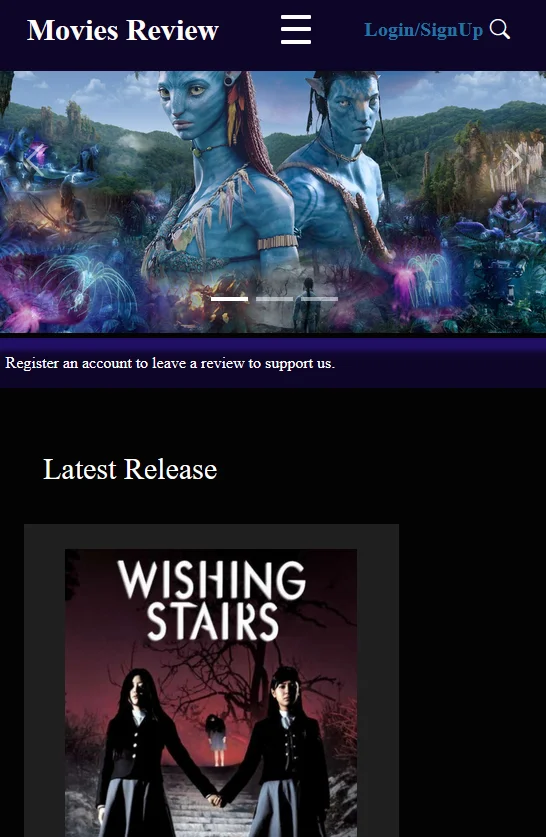 Movies Review
Login/SignUp
Register an account to leave a review to support us.
Latest Release
WISHING
STAIRS